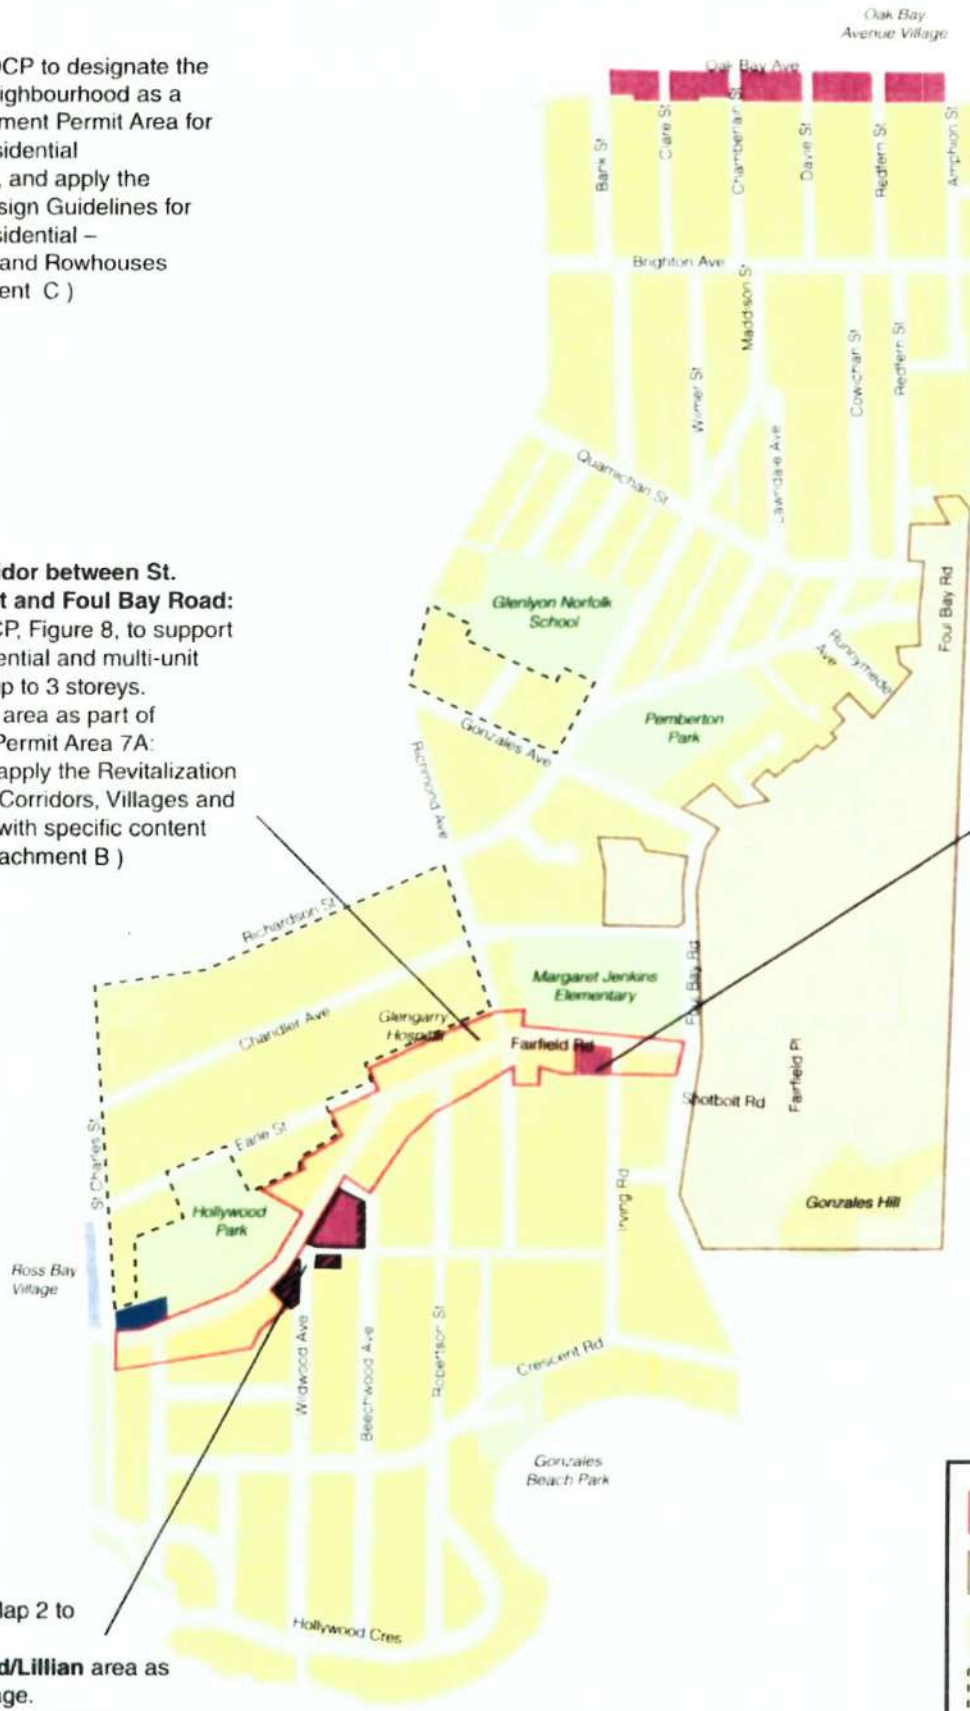 Oak Bay
Avenue Village
CP to designate the
ighbourhood as a
ment Permit Area for
sidential
, and apply the
sign Guidelines for
sidential –
and Rowhouses
ent C )
Oak Bay Ave
Bank St
Clare St
Chamberlain St
Davie St
Redfern St
Amphion St
Brighton Ave
Maddison St
Wilmer St
Cowichan St
Redfern St
Lawndale Ave
Quamichan St
idor between St.
t and Foul Bay Road:
CP, Figure 8, to support
ential and multi-unit
p to 3 storeys.
area as part of
Permit Area 7A:
apply the Revitalization
Corridors, Villages and
with specific content
achment B )
Glenlyon Norfolk
School
Foul Bay Rd
Runnymede
Ave
Pemberton
Park
Gonzales Ave
Richmond Ave
Richardson St
Margaret Jenkins
Elementary
Foul Bay Rd
Chandler Ave
Glengarry
Hospital
Fairfield Rd
Fairfield Pl
Shotbolt Rd
Earle St
St Charles St
Irving Rd
Gonzales Hill
Hollywood
Park
Ross Bay
Village
Wildwood Ave
Beechwood Ave
Robertson St
Crescent Rd
Gonzales
Beach Park
Map 2 to
Hollywood Cres
d/Lillian area as
ge.